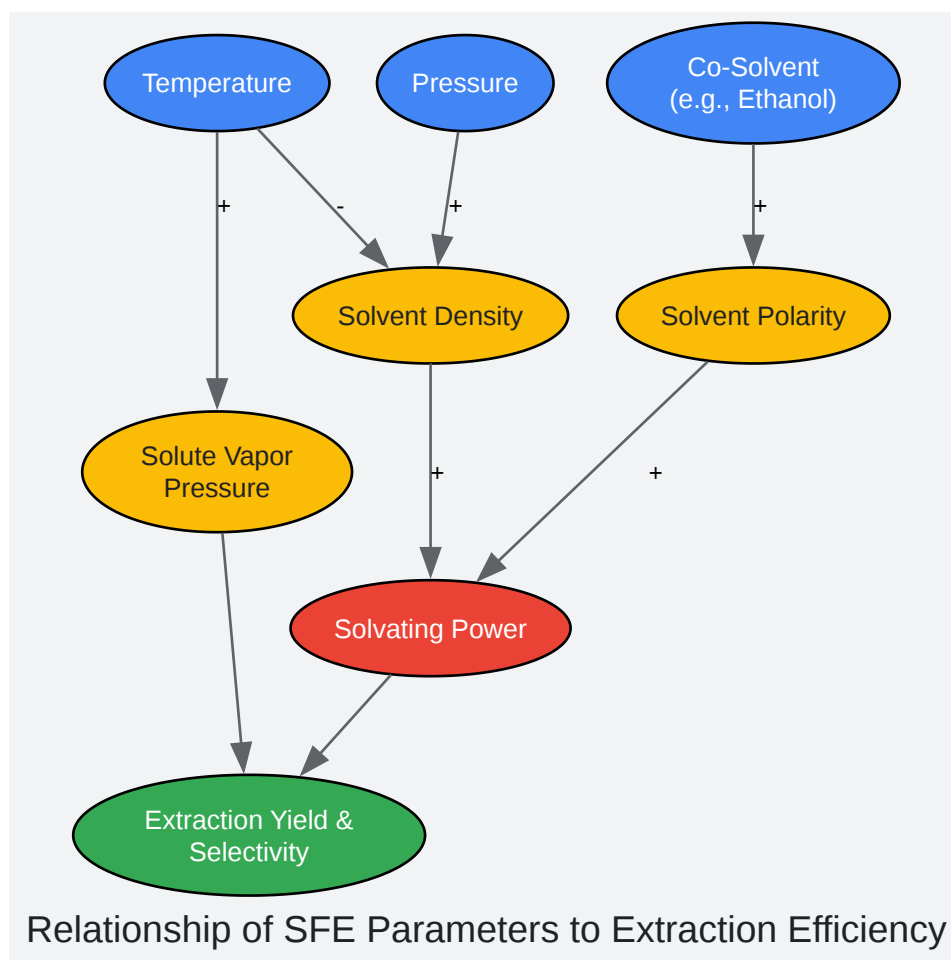 Temperature
Pressure
Co-Solvent
(e.g., Ethanol)
+
-
+
+
Solvent Density
Solvent Polarity
Solute Vapor
Pressure
+
+
Solvating Power
Extraction Yield &
Selectivity
Relationship of SFE Parameters to Extraction Efficiency